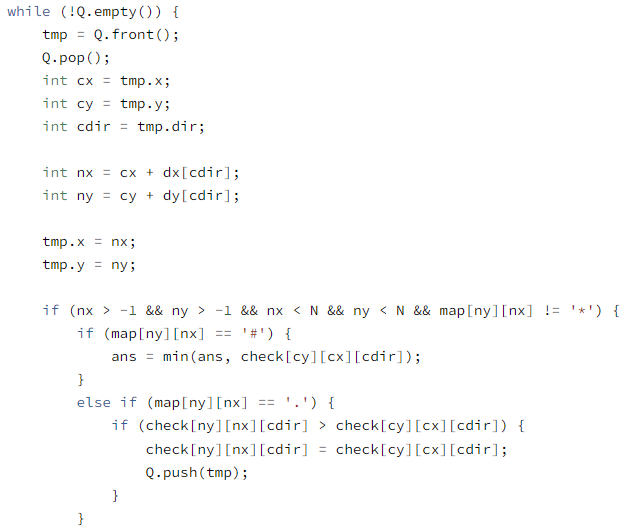 while (!Q.empty()) {
    tmp = Q.front();
    Q.pop();
    int cx = tmp.x;
    int cy = tmp.y;
    int cdir = tmp.dir;

    int nx = cx + dx[cdir];
    int ny = cy + dy[cdir];

    tmp.x = nx;
    tmp.y = ny;

    if (nx > -1 && ny > -1 && nx < N && ny < N && map[ny][nx] != '*') {
        if (map[ny][nx] == '#') {
            ans = min(ans, check[cy][cx][cdir]);
        }
        else if (map[ny][nx] == '.') {
            if (check[ny][nx][cdir] > check[cy][cx][cdir]) {
                check[ny][nx][cdir] = check[cy][cx][cdir];
                Q.push(tmp);
            }
        }